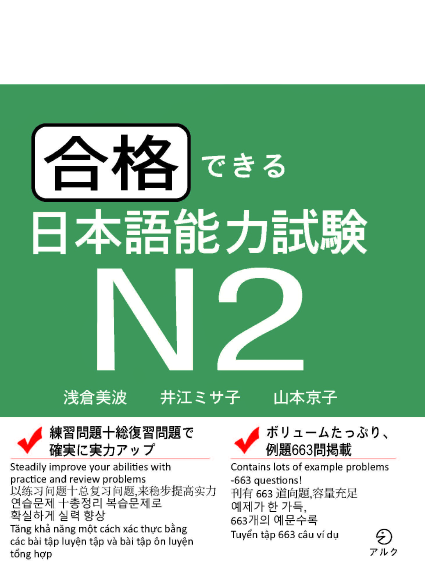 合格できる
日本語能力試験
N2
浅倉美波 井江ミサ子 山本京子
練習問題十総復習問題で
確実に実力アップ
Steadily improve your abilities with
practice and review problems
以练习问题十总复习问题,来稳步提高实力
연습문제 十총정리 복습문제로
확실하게 실력 향상
Tăng khả năng một cách xác thực bằng
các bài tập luyện tập và bài tập ôn luyện
tổng hợp
ボリュームたっぷり、
例題663問掲載
Contains lots of example problems
-663 questions!
刊有 663 道向题,容量充足
예제가 한 가득,
663개의 예문수록
Tuyển tập 663 câu ví dụ
アルク